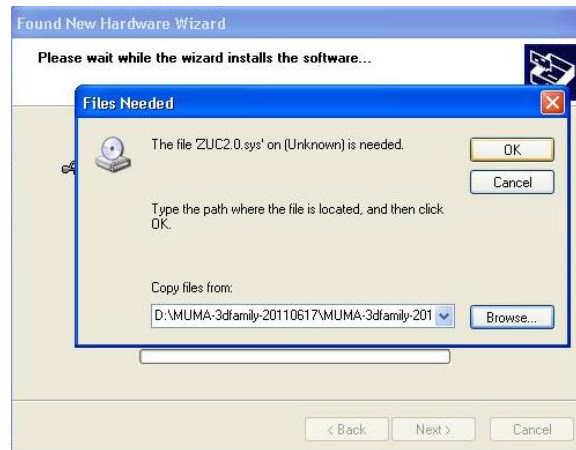 Found New Hardware Wizard
Please wait while the wizard installs the software...
Files Needed
The file 'ZUC2.0.sys' on (Unknown) is needed.
OK
Cancel
Type the path where the file is located, and then click
OK.
Copy files from:
D:\MUMA-3dfamily-20110617\MUMA-3dfamily-201
Browse...
< Back
Next >
Cancel